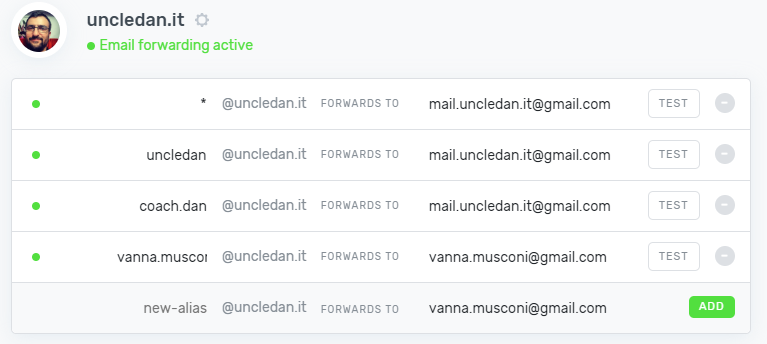 uncledan.it
Email forwarding active
* @uncledan.it FORWARDS TO mail.uncledan.it@gmail.com TEST
uncledan @uncledan.it FORWARDS TO mail.uncledan.it@gmail.com TEST
coach.dan @uncledan.it FORWARDS TO mail.uncledan.it@gmail.com TEST
vanna.muscor @uncledan.it FORWARDS TO vanna.musconi@gmail.com TEST
new-alias @uncledan.it FORWARDS TO vanna.musconi@gmail.com ADD